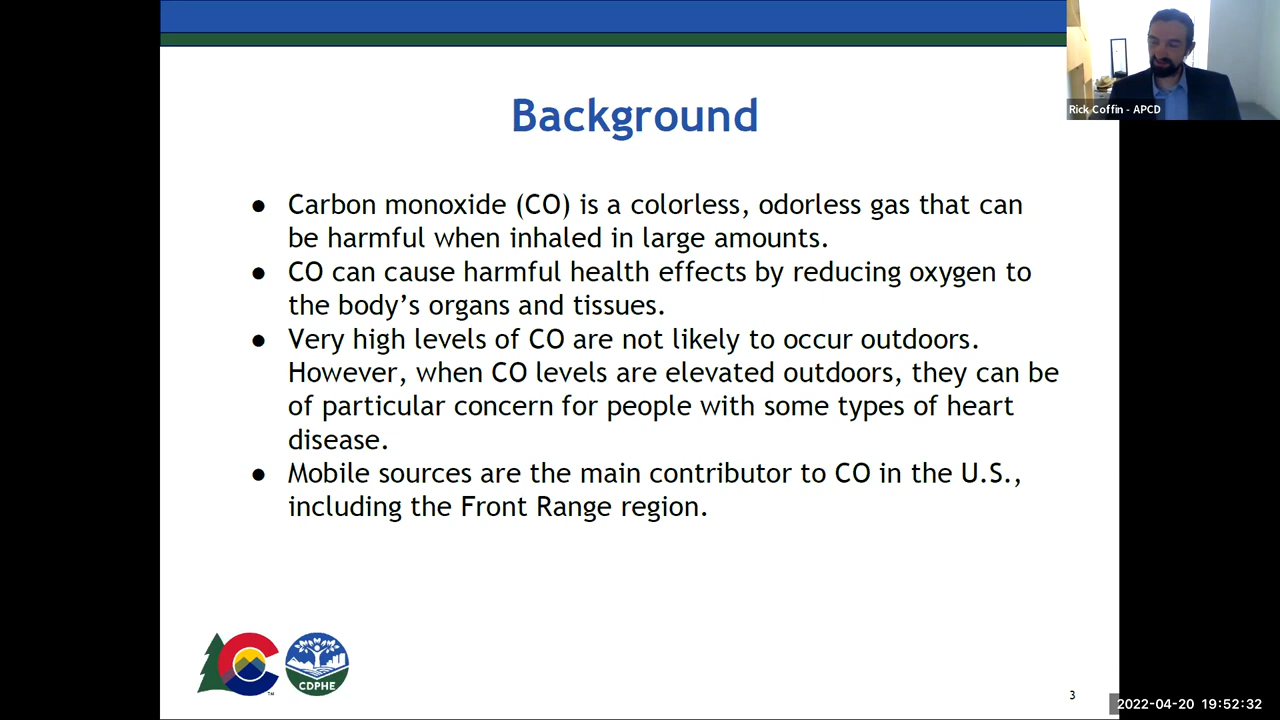 Background
● Carbon monoxide (CO) is a colorless, odorless gas that can
be harmful when inhaled in large amounts.
● CO can cause harmful health effects by reducing oxygen to
the body’s organs and tissues.
● Very high levels of CO are not likely to occur outdoors.
However, when CO levels are elevated outdoors, they can be
of particular concern for people with some types of heart
disease.
● Mobile sources are the main contributor to CO in the U.S.,
including the Front Range region.
Rick Coffin - APCD
TM
CDPHE
3
2022-04-20 19:52:32